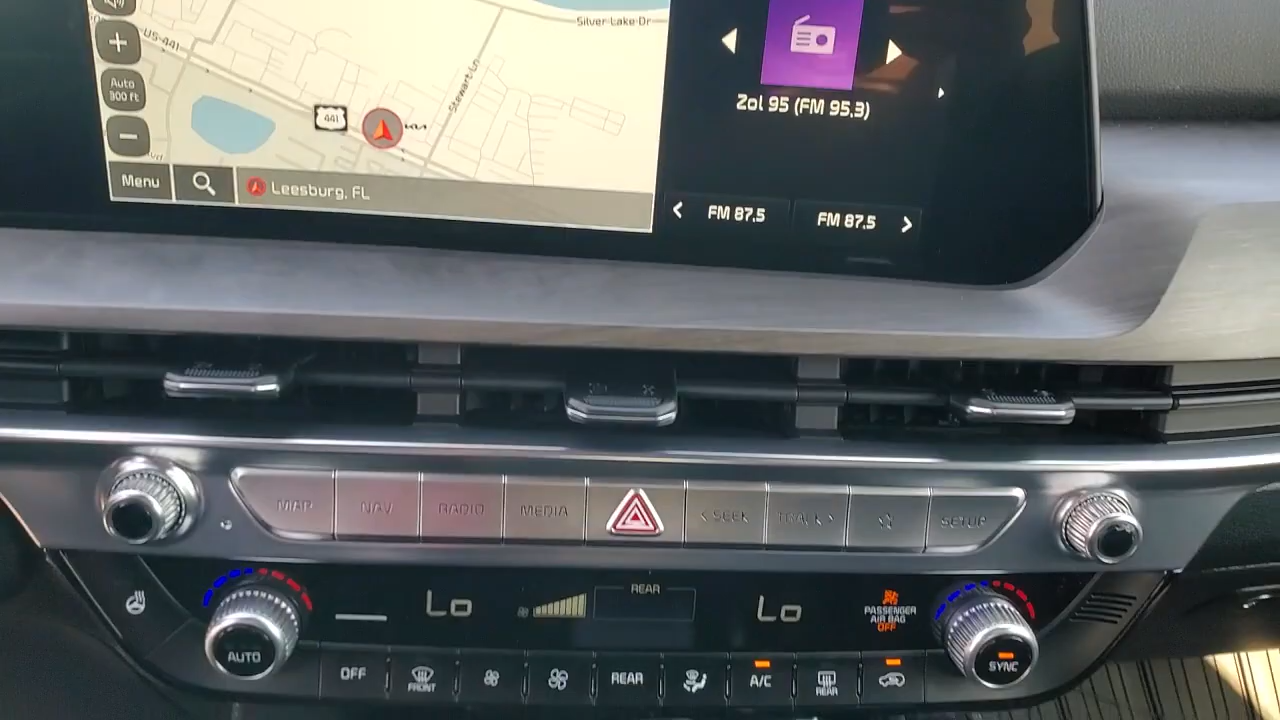 Silver Lake Dr
US-441
Auto
300 ft
Stewart Ln
441
KIA
Zol 95 (FM 95.3)
Menu
Leesburg, FL
FM 87.5
FM 87.5
MAP
NAV
RADIO
MEDIA
< SEEK
TRACK >
SETUP
REAR
Lo
Lo
PASSENGER
AIR BAG
OFF
AUTO
SYNC
OFF
FRONT
REAR
A/C
REAR